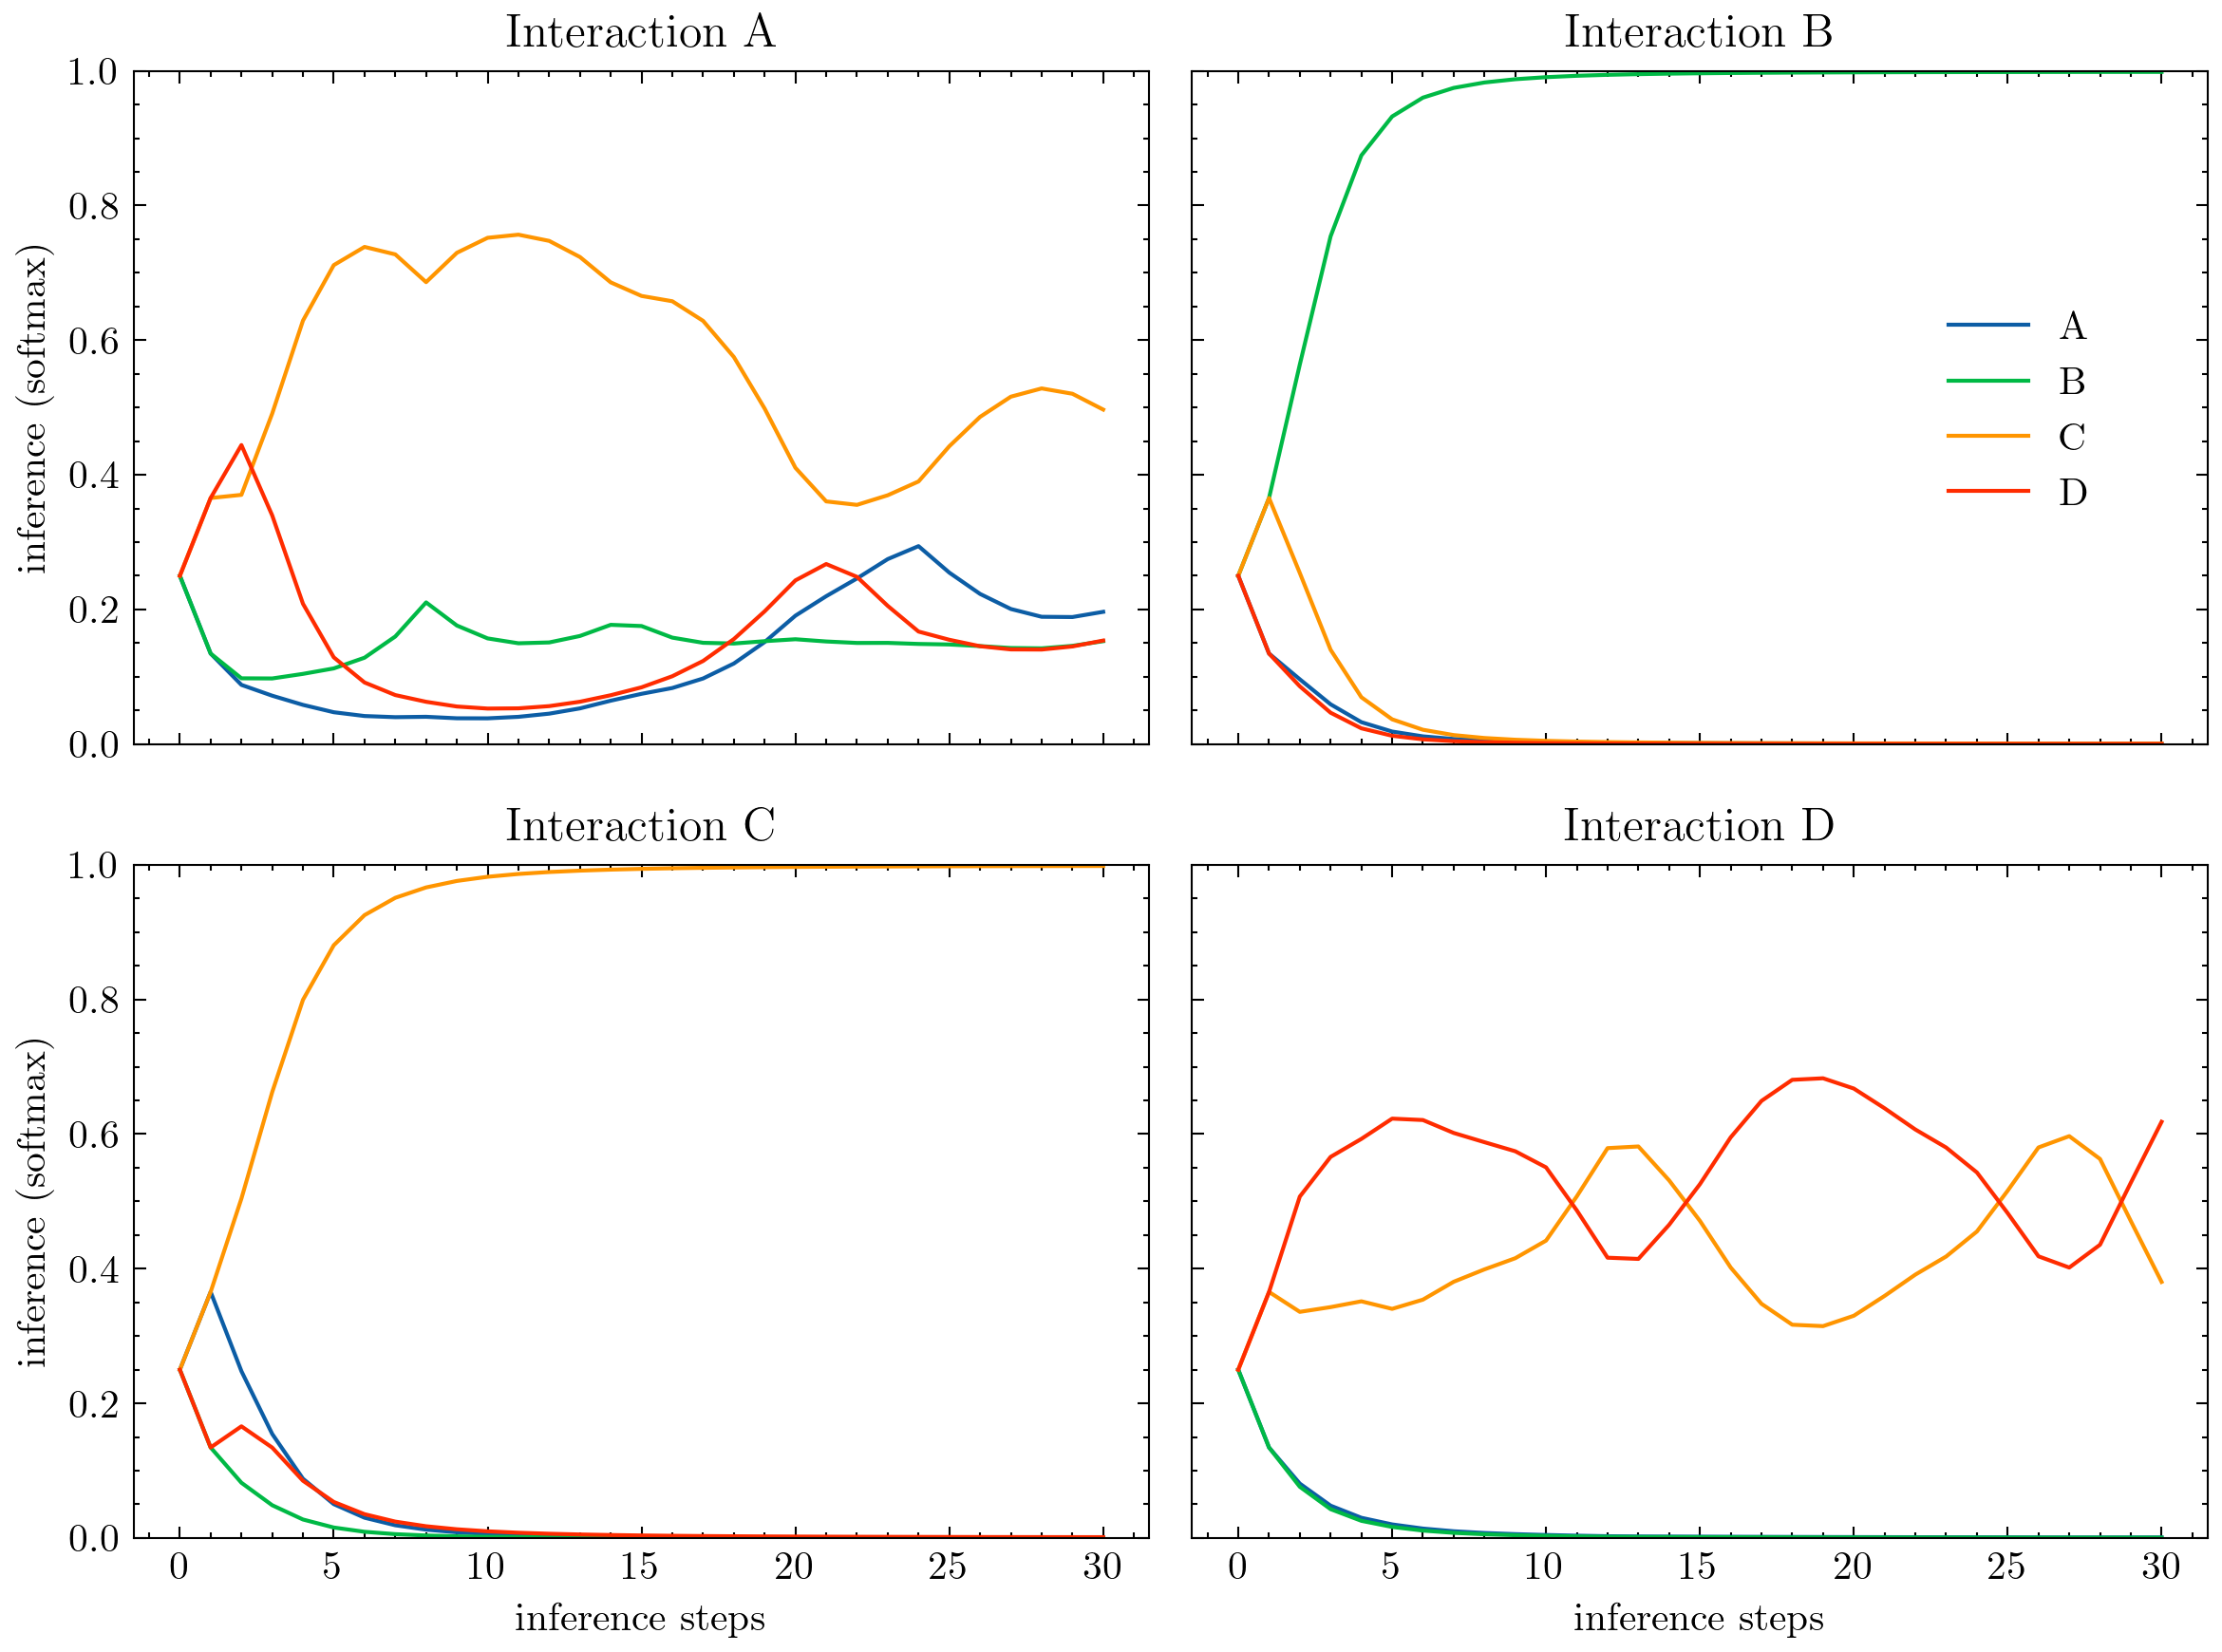 Interaction A
Interaction B
1.0
0.8
0.6
0.4
0.2
0.0
inference (softmax)
A
B
C
D
Interaction C
Interaction D
1.0
0.8
0.6
0.4
0.2
0.0
inference (softmax)
0 5 10 15 20 25 30
0 5 10 15 20 25 30
inference steps
inference steps